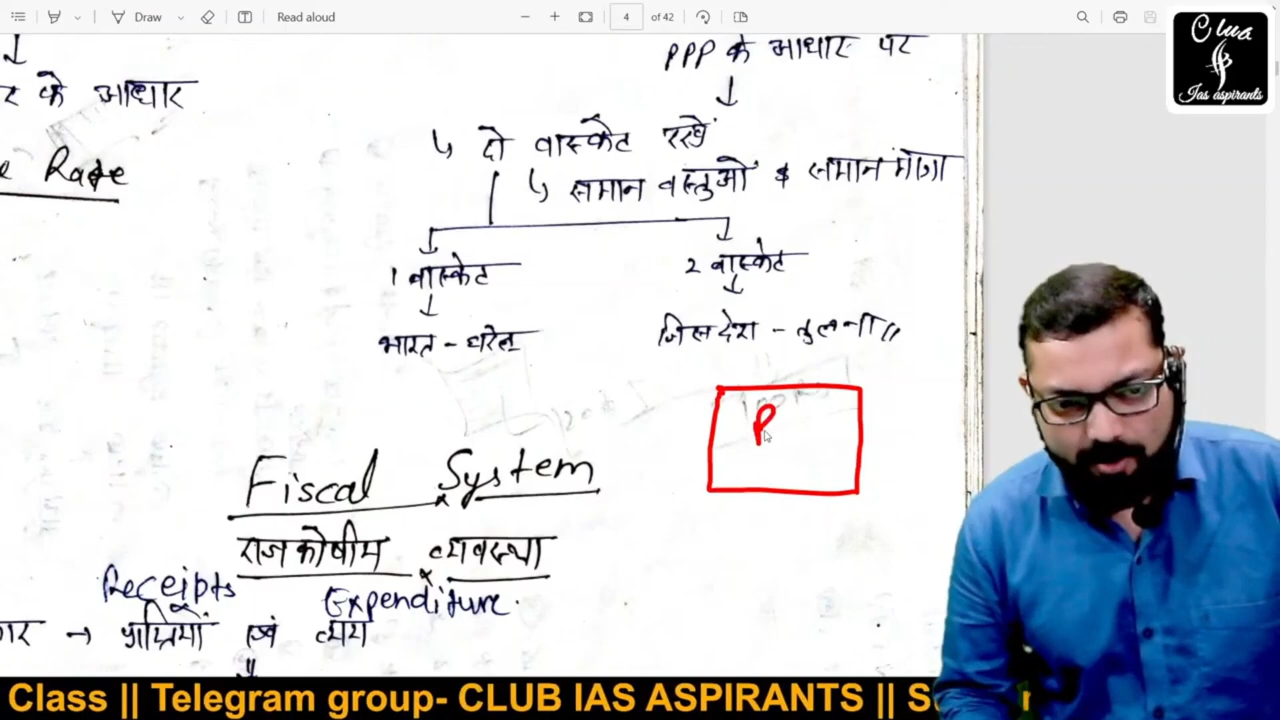 Draw
Read aloud
4 of 42
Clua
Ias aspirants
PPP के आधार पर
र के आधार
Rate
↳ दो वास्केट रखें
↳ समान वस्तुओं & समान मात्रा
1 वास्केट
2 वास्केट
भारत - घरेलू
जिस देश - तुलना //
P
Fiscal System
राजकोषीय व्यवस्था
Receipts Expenditure.
→ प्राप्तियों एवं व्यय
Class || Telegram group- CLUB IAS ASPIRANTS ||